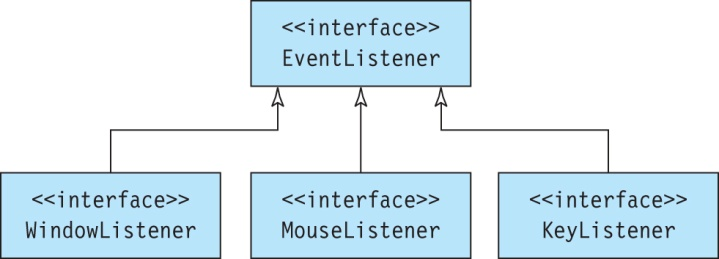 <<interface>>
EventListener
<<interface>>
WindowListener
<<interface>>
MouseListener
<<interface>>
KeyListener